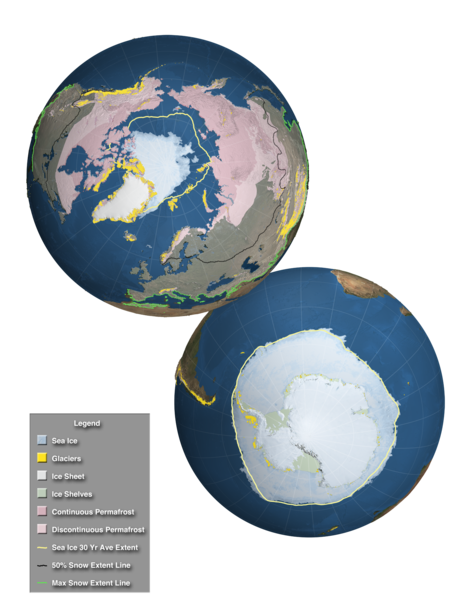 Legend
Sea Ice
Glaciers
Ice Sheet
Ice Shelves
Continuous Permafrost
Discontinuous Permafrost
Sea Ice 30 Yr Ave Extent
50% Snow Extent Line
Max Snow Extent Line